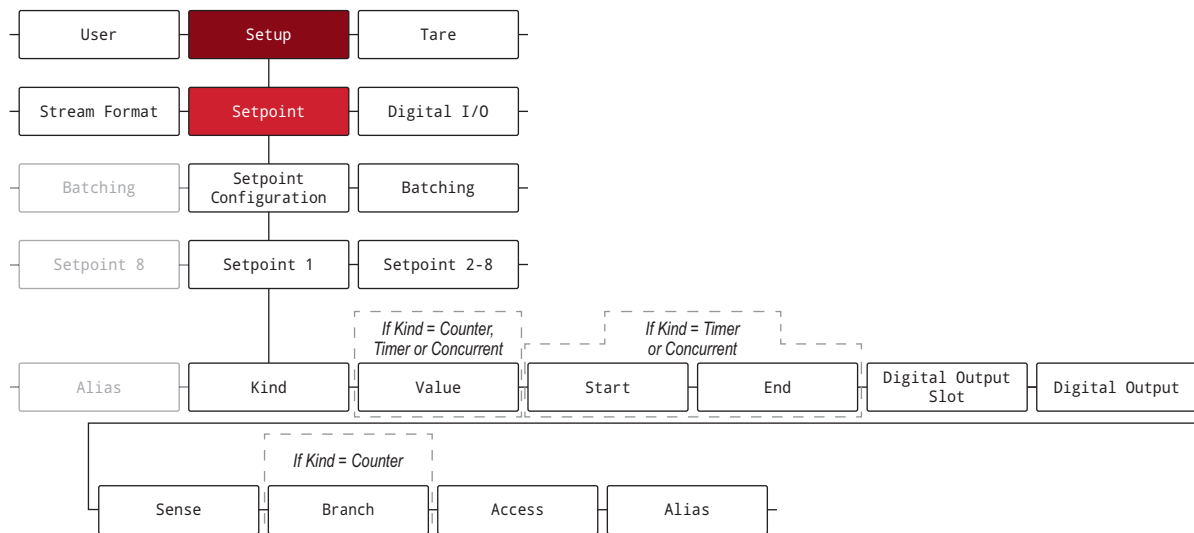 User
Setup
Tare
Stream Format
Setpoint
Digital I/O
Batching
Setpoint
Configuration
Batching
Setpoint 8
Setpoint 1
Setpoint 2-8
If Kind = Counter,
Timer or Concurrent
If Kind = Timer
or Concurrent
Alias
Kind
Value
Start
End
Digital Output
Slot
Digital Output
If Kind = Counter
Sense
Branch
Access
Alias